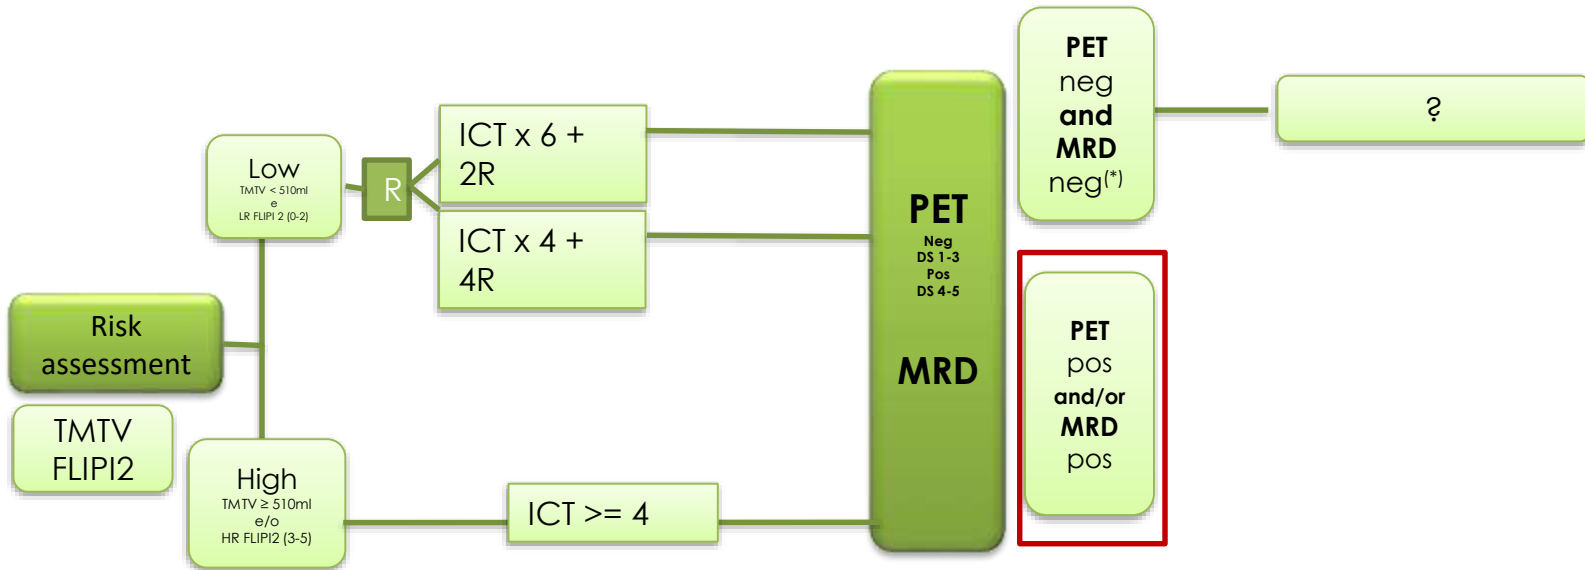 Risk
assessment
TMTV
FLIPI2
Low
TMTV < 510ml
e
LR FLIPI 2 (0-2)
High
TMTV ≥ 510ml
e/o
HR FLIPI2 (3-5)
R
ICT x 6 +
2R
ICT x 4 +
4R
ICT >= 4
PET
Neg
DS 1-3
Pos
DS 4-5
MRD
PET
neg
and
MRD
neg(*)
PET
pos
and/or
MRD
pos
?